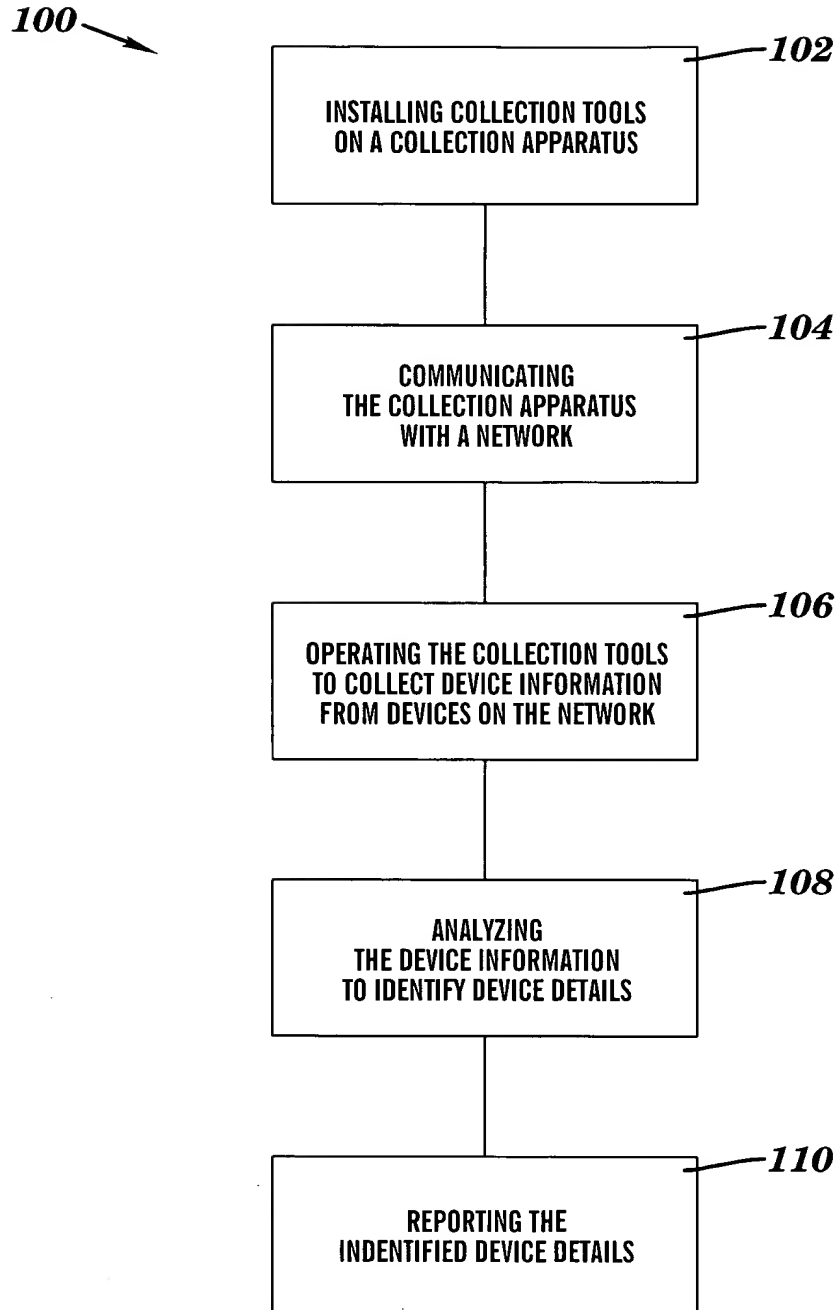 100
102
INSTALLING COLLECTION TOOLS
ON A COLLECTION APPARATUS
104
COMMUNICATING
THE COLLECTION APPARATUS
WITH A NETWORK
106
OPERATING THE COLLECTION TOOLS
TO COLLECT DEVICE INFORMATION
FROM DEVICES ON THE NETWORK
108
ANALYZING
THE DEVICE INFORMATION
TO IDENTIFY DEVICE DETAILS
110
REPORTING THE
INDENTIFIED DEVICE DETAILS